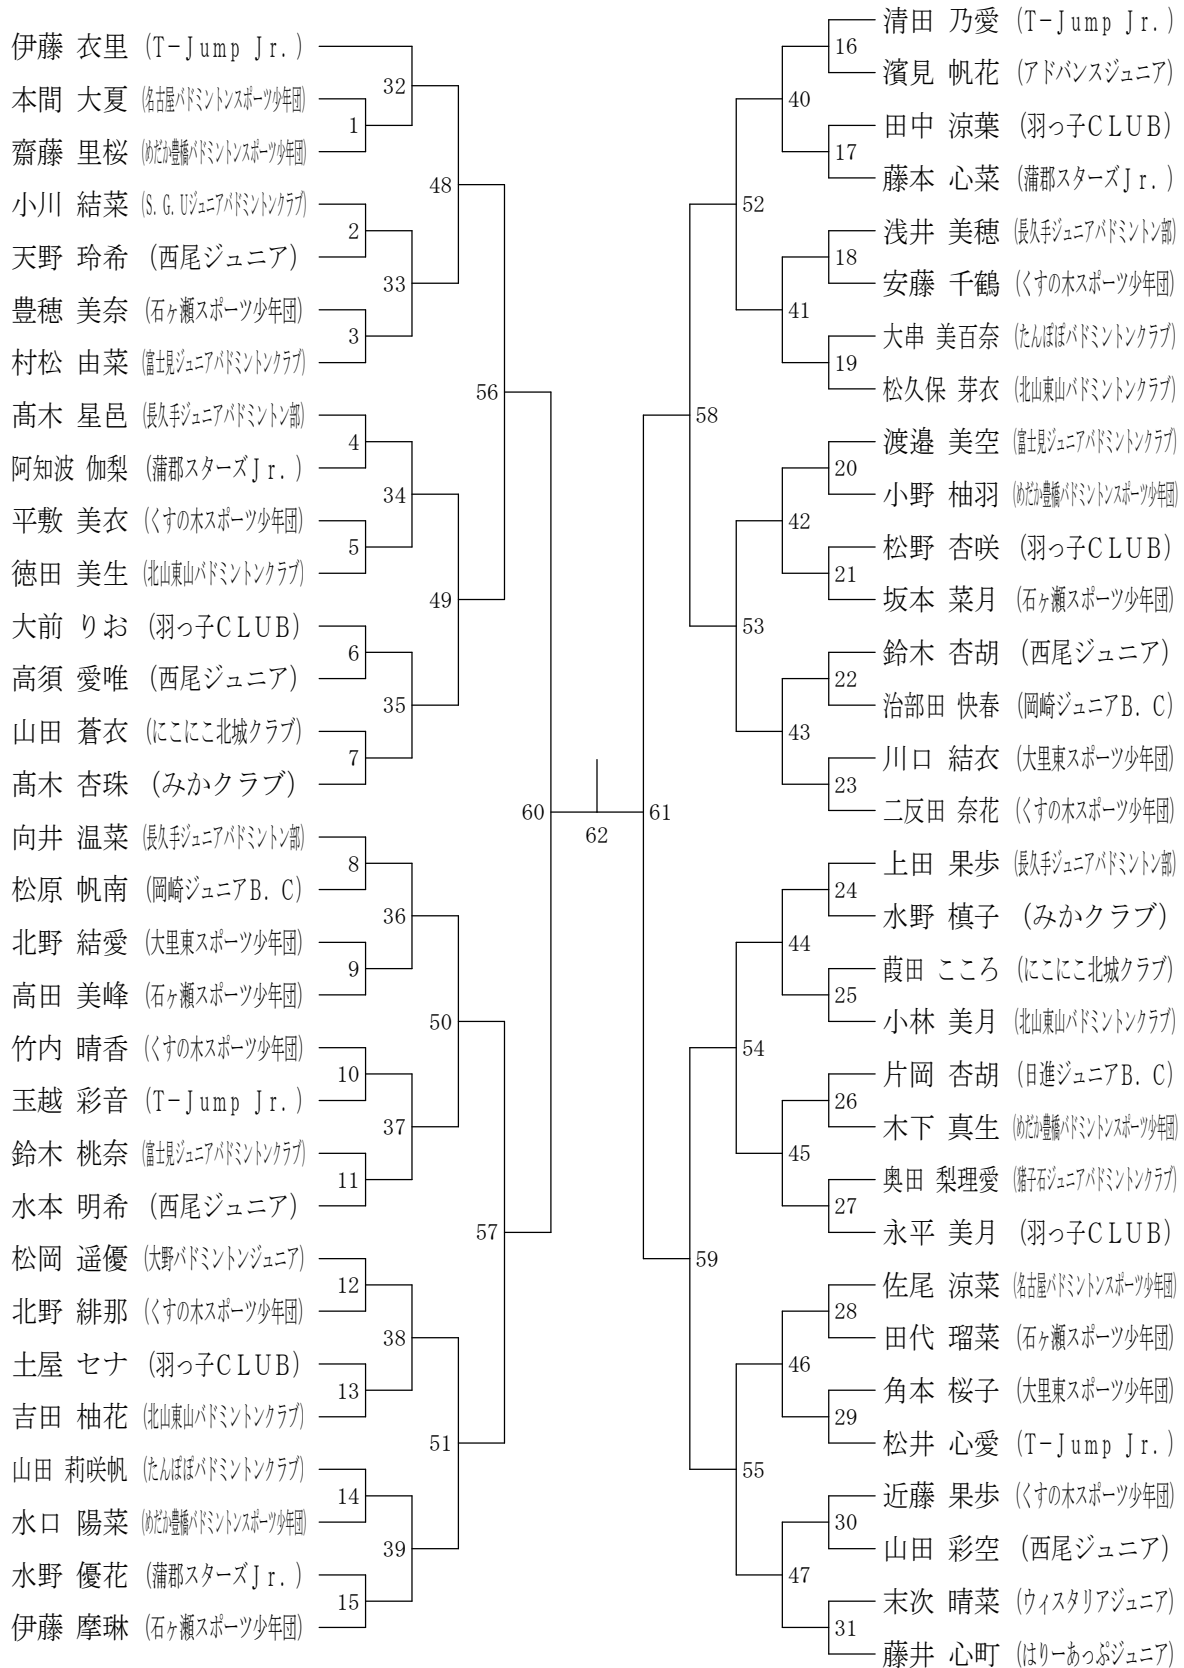 伊藤 衣里 (T-Jump Jr.)
本間 大夏 (名古屋バドミントンスポーツ少年団)
齋藤 里桜 (めだか豊橋バドミントンスポーツ少年団)
小川 結菜 (S.G.Uジュニアバドミントンクラブ)
天野 玲希 (西尾ジュニア)
豊穂 美奈 (石ヶ瀬スポーツ少年団)
村松 由菜 (富士見ジュニアバドミントンクラブ)
髙木 星邑 (長久手ジュニアバドミントン部)
阿知波 伽梨 (蒲郡スターズJr.)
平敷 美衣 (くすの木スポーツ少年団)
徳田 美生 (北山東山バドミントンクラブ)
大前 りお (羽っ子CLUB)
高須 愛唯 (西尾ジュニア)
山田 蒼衣 (にこにこ北城クラブ)
髙木 杏珠 (みかクラブ)
向井 温菜 (長久手ジュニアバドミントン部)
松原 帆南 (岡崎ジュニアB.C)
北野 結愛 (大里東スポーツ少年団)
高田 美峰 (石ヶ瀬スポーツ少年団)
竹内 晴香 (くすの木スポーツ少年団)
玉越 彩音 (T-Jump Jr.)
鈴木 桃奈 (富士見ジュニアバドミントンクラブ)
水本 明希 (西尾ジュニア)
松岡 遥優 (大野バドミントンジュニア)
北野 緋那 (くすの木スポーツ少年団)
土屋 セナ (羽っ子CLUB)
吉田 柚花 (北山東山バドミントンクラブ)
山田 莉咲帆 (たんぽぽバドミントンクラブ)
水口 陽菜 (めだか豊橋バドミントンスポーツ少年団)
水野 優花 (蒲郡スターズJr.)
伊藤 摩琳 (石ヶ瀬スポーツ少年団)
1
2
3
4
5
6
7
8
9
10
11
12
13
14
15
32
33
34
35
36
37
38
39
48
49
50
51
56
57
60
62
61
58
59
52
53
54
55
40
41
42
43
44
45
46
47
16
17
18
19
20
21
22
23
24
25
26
27
28
29
30
31
清田 乃愛 (T-Jump Jr.)
濱見 帆花 (アドバンスジュニア)
田中 涼葉 (羽っ子CLUB)
藤本 心菜 (蒲郡スターズJr.)
浅井 美穂 (長久手ジュニアバドミントン部)
安藤 千鶴 (くすの木スポーツ少年団)
大串 美百奈 (たんぽぽバドミントンクラブ)
松久保 芽衣 (北山東山バドミントンクラブ)
渡邉 美空 (富士見ジュニアバドミントンクラブ)
小野 柚羽 (めだか豊橋バドミントンスポーツ少年団)
松野 杏咲 (羽っ子CLUB)
坂本 菜月 (石ヶ瀬スポーツ少年団)
鈴木 杏胡 (西尾ジュニア)
治部田 快春 (岡崎ジュニアB.C)
川口 結衣 (大里東スポーツ少年団)
二反田 奈花 (くすの木スポーツ少年団)
上田 果歩 (長久手ジュニアバドミントン部)
水野 槙子 (みかクラブ)
葭田 こころ (にこにこ北城クラブ)
小林 美月 (北山東山バドミントンクラブ)
片岡 杏胡 (日進ジュニアB.C)
木下 真生 (めだか豊橋バドミントンスポーツ少年団)
奥田 梨理愛 (猪子石ジュニアバドミントンクラブ)
永平 美月 (羽っ子CLUB)
佐尾 涼菜 (名古屋バドミントンスポーツ少年団)
田代 瑠菜 (石ヶ瀬スポーツ少年団)
角本 桜子 (大里東スポーツ少年団)
松井 心愛 (T-Jump Jr.)
近藤 果歩 (くすの木スポーツ少年団)
山田 彩空 (西尾ジュニア)
末次 晴菜 (ウィスタリアジュニア)
藤井 心町 (はりーあっぷジュニア)